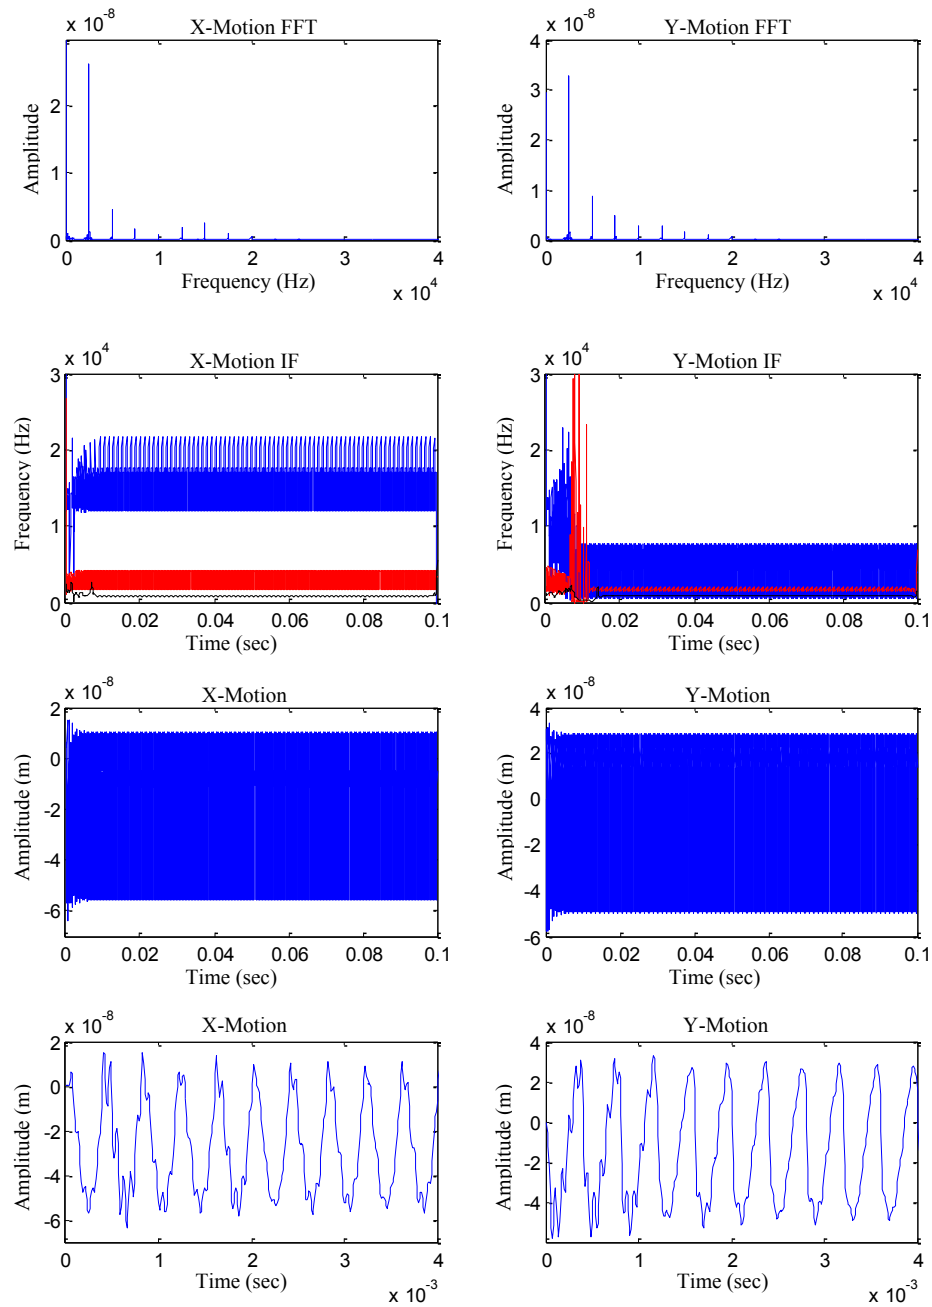 x 10^-8
X-Motion FFT
Amplitude
2
1
0
0 1 2 3 4
Frequency (Hz)
x 10^4
x 10^-8
Y-Motion FFT
Amplitude
4
3
2
1
0
0 1 2 3 4
Frequency (Hz)
x 10^4
x 10^4
X-Motion IF
Frequency (Hz)
3
2
1
0
0 0.02 0.04 0.06 0.08 0.1
Time (sec)
x 10^4
Y-Motion IF
Frequency (Hz)
3
2
1
0
0 0.02 0.04 0.06 0.08 0.1
Time (sec)
x 10^-8
X-Motion
Amplitude (m)
2
0
-2
-4
-6
0 0.02 0.04 0.06 0.08 0.1
Time (sec)
x 10^-8
Y-Motion
Amplitude (m)
4
2
0
-2
-4
-6
0 0.02 0.04 0.06 0.08 0.1
Time (sec)
x 10^-8
X-Motion
Amplitude (m)
2
0
-2
-4
-6
0 1 2 3 4
Time (sec)
x 10^-3
x 10^-8
Y-Motion
Amplitude (m)
4
2
0
-2
-4
0 1 2 3 4
Time (sec)
x 10^-3